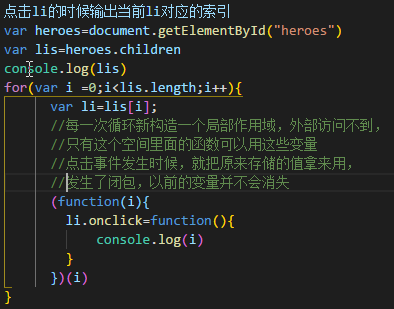 点击li的时候输出当前li对应的索引
var heroes=document.getElementById("heroes")
var lis=heroes.children
console.log(lis)
for(var i =0;i<lis.length;i++){
var li=lis[i];
//每一次循环新构造一个局部作用域，外部访问不到，
//只有这个空间里面的函数可以用这些变量
//点击事件发生时候，就把原来存储的值拿来用，
//发生了闭包，以前的变量并不会消失
(function(i){
li.onclick=function(){
console.log(i)
}
})(i)
}